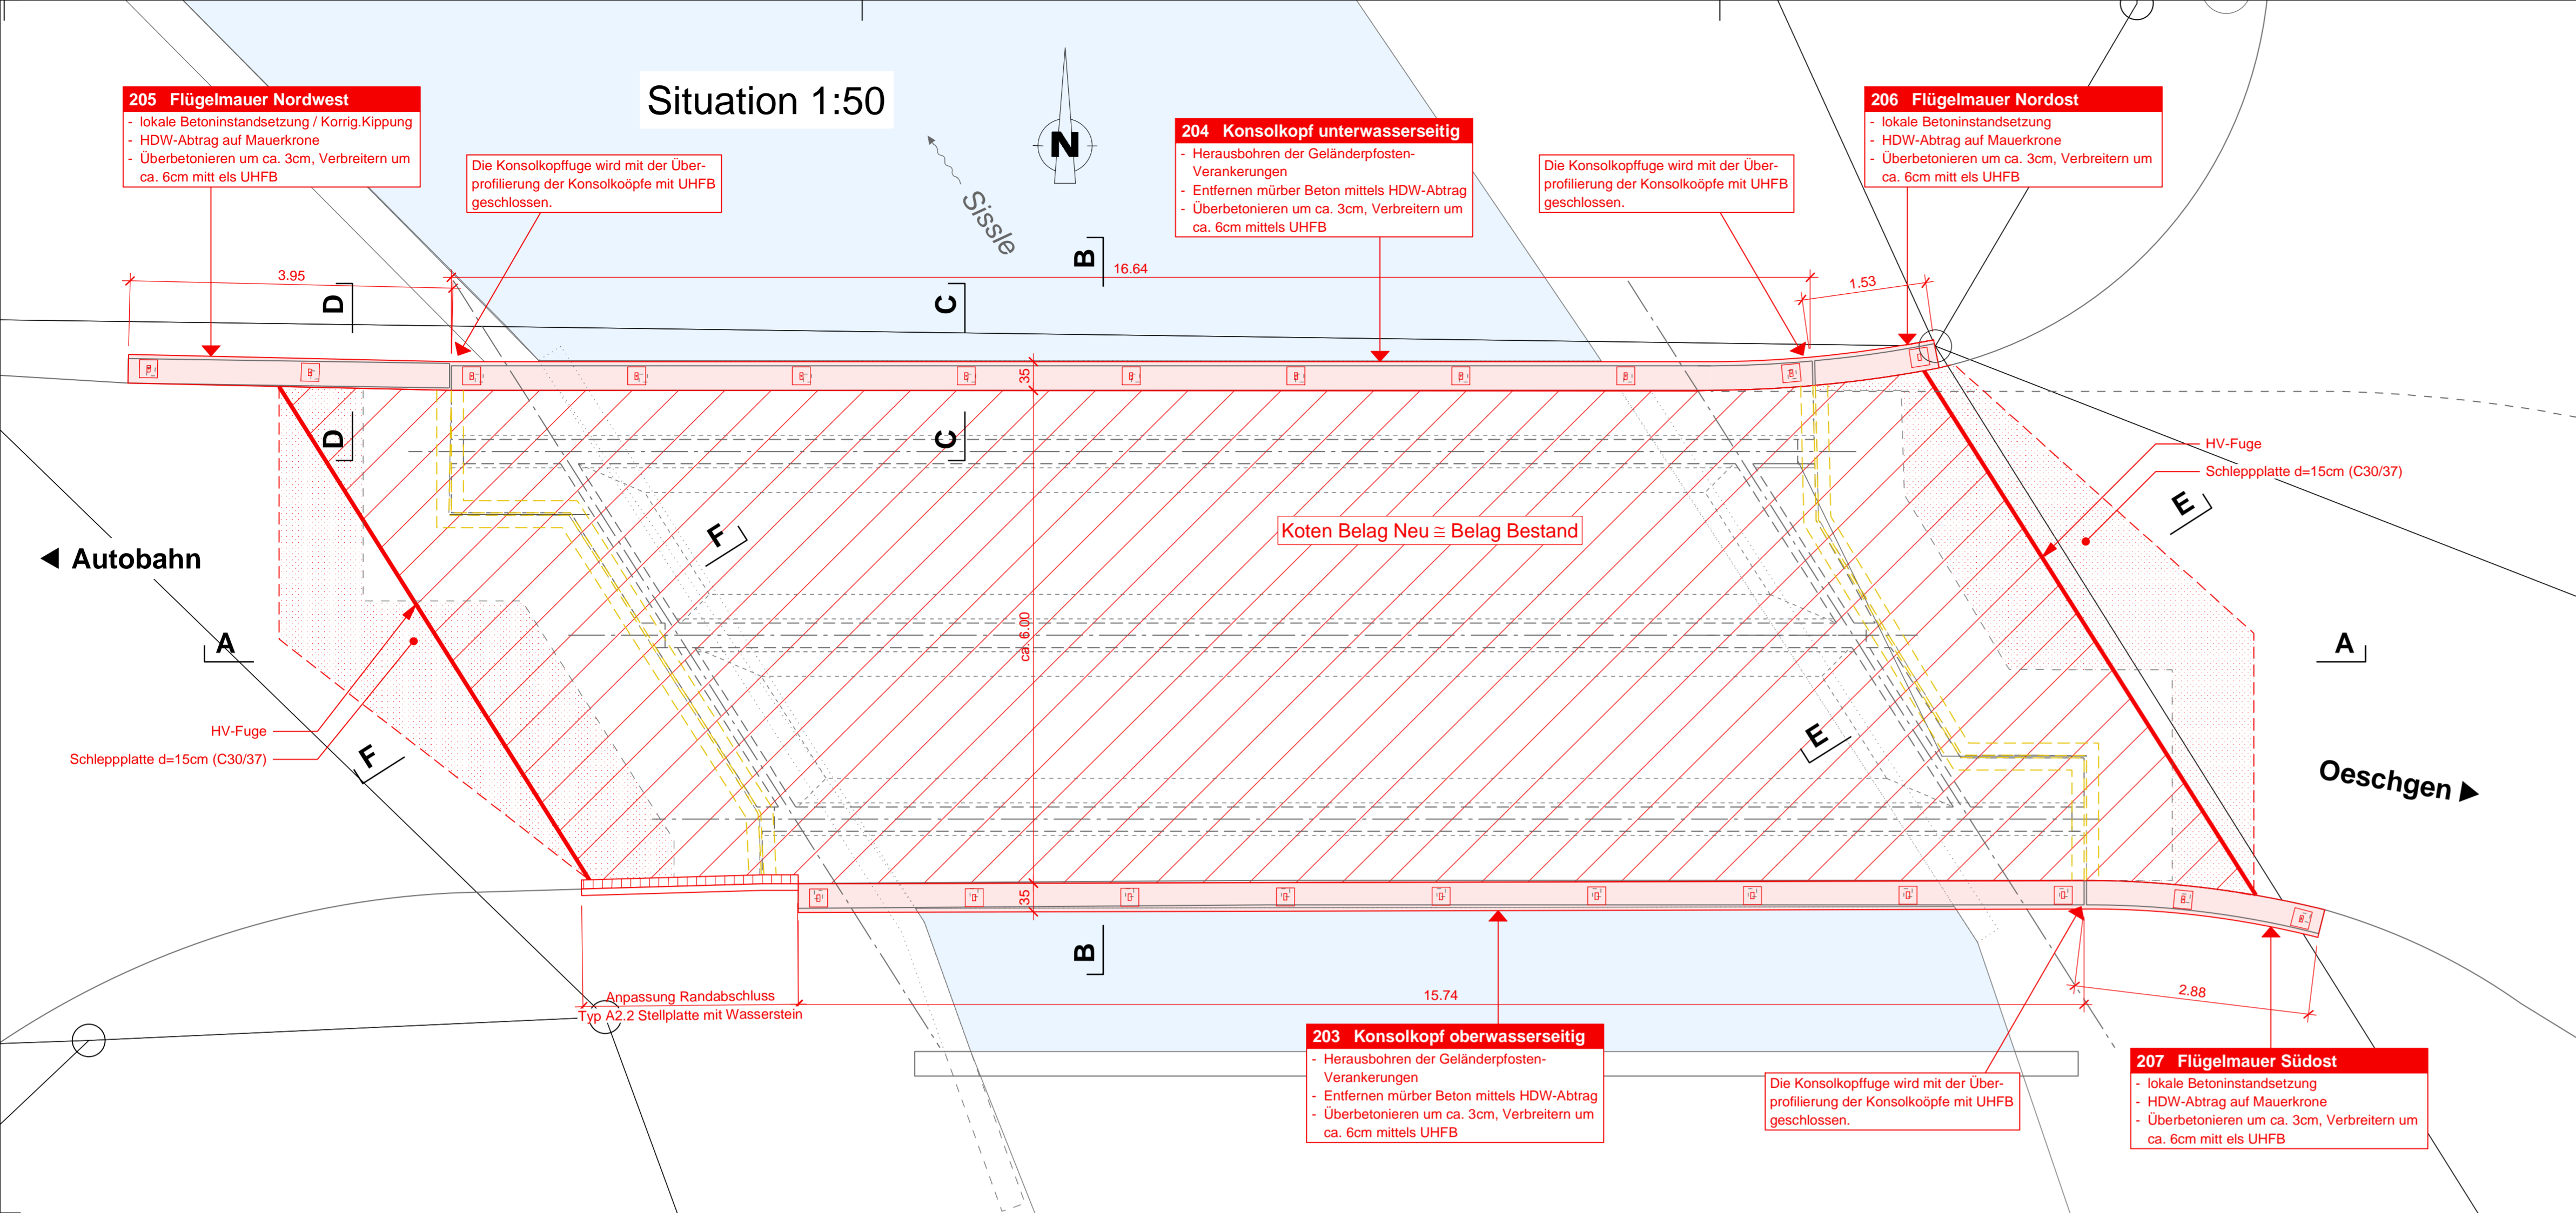 Situation 1:50
N
Sissle
205 Flügelmauer Nordwest
- lokale Betoninstandsetzung / Korrig.Kippung
- HDW-Abtrag auf Mauerkrone
- Überbetonieren um ca. 3cm, Verbreitern um
ca. 6cm mitt els UHFB
Die Konsolkopffuge wird mit der Über-
profilierung der Konsolkoöpfe mit UHFB
geschlossen.
204 Konsolkopf unterwasserseitig
- Herausbohren der Geländerpfosten-
Verankerungen
- Entfernen mürber Beton mittels HDW-Abtrag
- Überbetonieren um ca. 3cm, Verbreitern um
ca. 6cm mittels UHFB
Die Konsolkopffuge wird mit der Über-
profilierung der Konsolkoöpfe mit UHFB
geschlossen.
206 Flügelmauer Nordost
- lokale Betoninstandsetzung
- HDW-Abtrag auf Mauerkrone
- Überbetonieren um ca. 3cm, Verbreitern um
ca. 6cm mitt els UHFB
3.95
16.64
1.53
D
C
B
35
D
C
HV-Fuge
Schleppplatte d=15cm (C30/37)
E
F
Koten Belag Neu ≅ Belag Bestand
Autobahn
A
ca. 6.00
A
HV-Fuge
Schleppplatte d=15cm (C30/37)
F
E
Oeschgen
35
B
Anpassung Randabschluss
Typ A2.2 Stellplatte mit Wasserstein
15.74
2.88
203 Konsolkopf oberwasserseitig
- Herausbohren der Geländerpfosten-
Verankerungen
- Entfernen mürber Beton mittels HDW-Abtrag
- Überbetonieren um ca. 3cm, Verbreitern um
ca. 6cm mittels UHFB
Die Konsolkopffuge wird mit der Über-
profilierung der Konsolkoöpfe mit UHFB
geschlossen.
207 Flügelmauer Südost
- lokale Betoninstandsetzung
- HDW-Abtrag auf Mauerkrone
- Überbetonieren um ca. 3cm, Verbreitern um
ca. 6cm mitt els UHFB